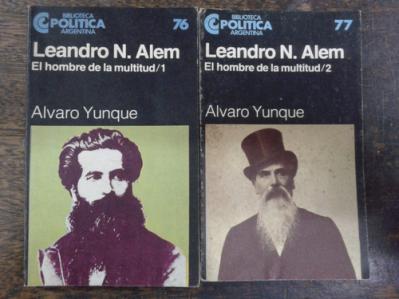 BIBLIOTECA
POLITICA
ARGENTINA
76
Leandro N. Alem
El hombre de la multitud/1
Alvaro Yunque
BIBLIOTECA
POLITICA
ARGENTINA
77
Leandro N. Alem
El hombre de la multitud/2
Alvaro Yunque